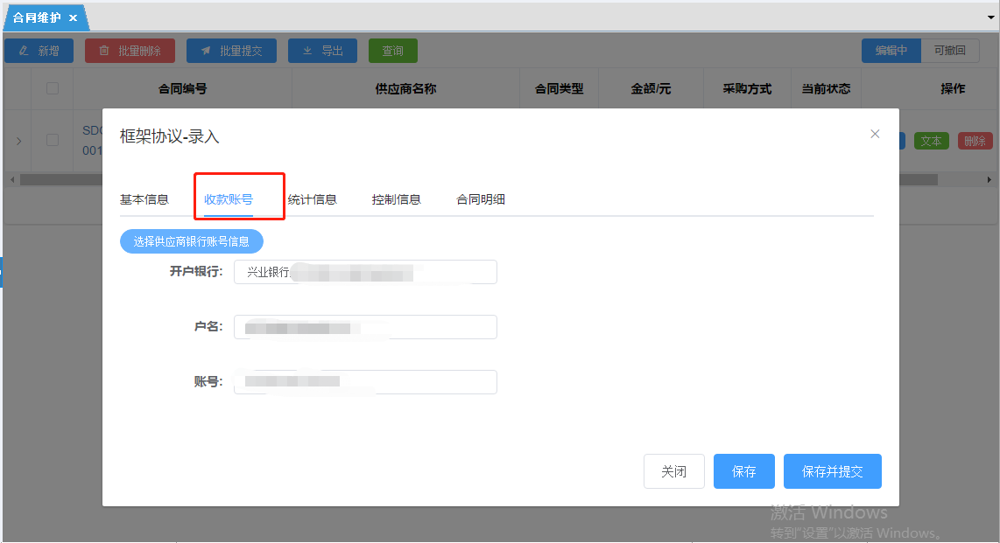 合同维护 ×
新增 批量删除 批量提交 导出 查询 编辑中 可撤回
合同编号 供应商名称 合同类型 金额/元 采购方式 当前状态 操作
框架协议-录入
文本 删除
001
基本信息 收款账号 统计信息 控制信息 合同明细
选择供应商银行账号信息
开户银行: 兴业银行
户名:
账号:
关闭 保存 保存并提交
激活 Windows
转到"设置"以激活 Windows。